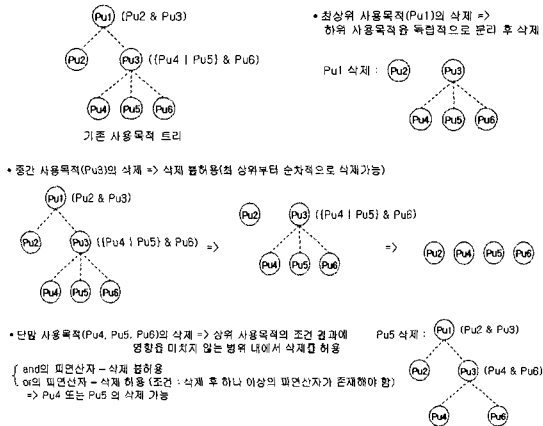 Pu1 (Pu2 & Pu3)
Pu2 Pu3 ({Pu4 | Pu5} & Pu6)
Pu4 Pu5 Pu6
기존 사용목적 트리
• 최상위 사용목적(Pu1)의 삭제 =>
하위 사용목적을 독립적으로 분리 후 삭제
Pu1 삭제 : Pu2 Pu3
Pu4 Pu5 Pu6
• 중간 사용목적(Pu3)의 삭제 => 삭제 불허용(최 상위부터 순차적으로 삭제가능)
Pu1 (Pu2 & Pu3)
Pu2 Pu3 ({Pu4 | Pu5} & Pu6) =>
Pu4 Pu5 Pu6
Pu2 Pu3 ({Pu4 | Pu5} & Pu6)
Pu4 Pu5 Pu6
=> Pu2 Pu4 Pu5 Pu6
• 단말 사용목적(Pu4, Pu5, Pu6)의 삭제 => 상위 사용목적의 조건 결과에
영향을 미치지 않는 범위 내에서 삭제를 허용
{ and의 피연산자 – 삭제 불허용
or의 피연산자 – 삭제 허용 (조건 : 삭제 후 하나 이상의 피연산자가 존재해야 함)
=> Pu4 또는 Pu5 의 삭제 가능
Pu5 삭제 : Pu1 (Pu2 & Pu3)
Pu2 Pu3 (Pu4 & Pu6)
Pu4 Pu6